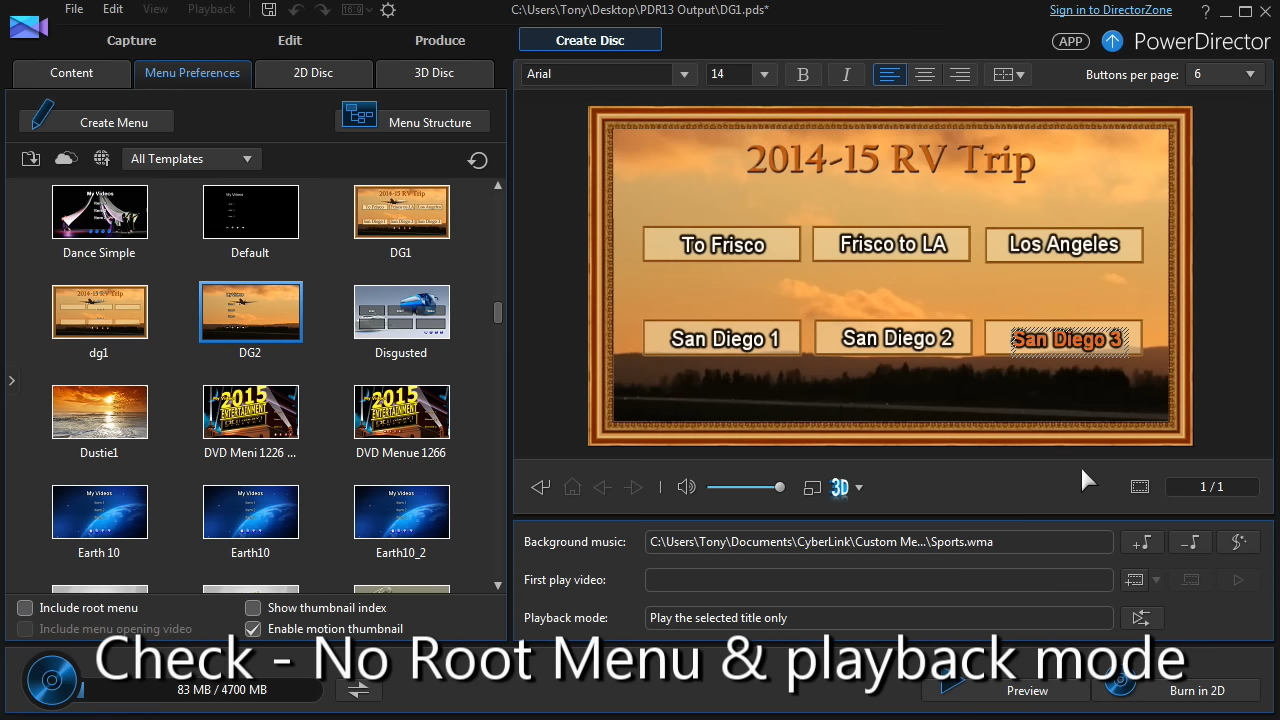 File Edit View Playback 16:9 C:\Users\Tony\Desktop\PDR13 Output\DG1.pds* Sign in to DirectorZone ?
Capture Edit Produce Create Disc APP PowerDirector
Content Menu Preferences 2D Disc 3D Disc Arial 14 B I Buttons per page: 6
Create Menu Menu Structure
All Templates
2014-15 RV Trip
To Frisco Frisco to LA Los Angeles
San Diego 1 San Diego 2 San Diego 3
Dance Simple Default DG1
dg1 DG2 Disgusted
Dustie1 DVD Meni 1226 ... DVD Menue 1266
Earth 10 Earth10 Earth10_2
3D 1 / 1
Background music: C:\Users\Tony\Documents\CyberLink\Custom Me...\Sports.wma
First play video:
Playback mode: Play the selected title only
Include root menu Show thumbnail index
Include menu opening video Enable motion thumbnail
Check - No Root Menu & playback mode
83 MB / 4700 MB Preview Burn in 2D